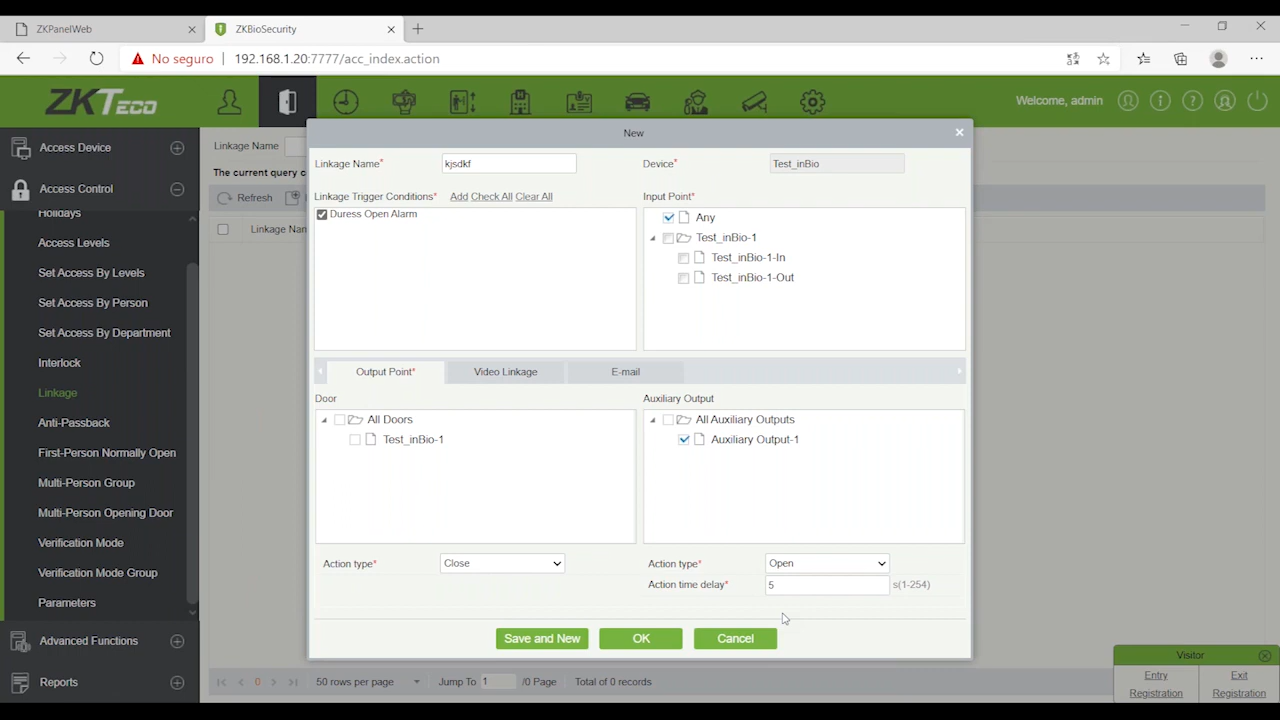 ZKPanelWeb
ZKBioSecurity
No seguro
192.168.1.20:7777/acc_index.action
ZKTeco
Welcome, admin
Access Device
Access Control
Holidays
Access Levels
Set Access By Levels
Set Access By Person
Set Access By Department
Interlock
Linkage
Anti-Passback
First-Person Normally Open
Multi-Person Group
Multi-Person Opening Door
Verification Mode
Verification Mode Group
Parameters
Advanced Functions
Reports
Linkage Name
The current query c
Refresh
Linkage Nan
New
Linkage Name* kjsdkf
Device* Test_inBio
Linkage Trigger Conditions* Add Check All Clear All
Duress Open Alarm
Input Point*
Any
Test_inBio-1
Test_inBio-1-In
Test_inBio-1-Out
Output Point* Video Linkage E-mail
Door
All Doors
Test_inBio-1
Auxiliary Output
All Auxiliary Outputs
Auxiliary Output-1
Action type* Close
Action type* Open
Action time delay* 5 s(1-254)
Save and New OK Cancel
0 50 rows per page Jump To 1 /0 Page Total of 0 records
Visitor
Entry Registration
Exit Registration